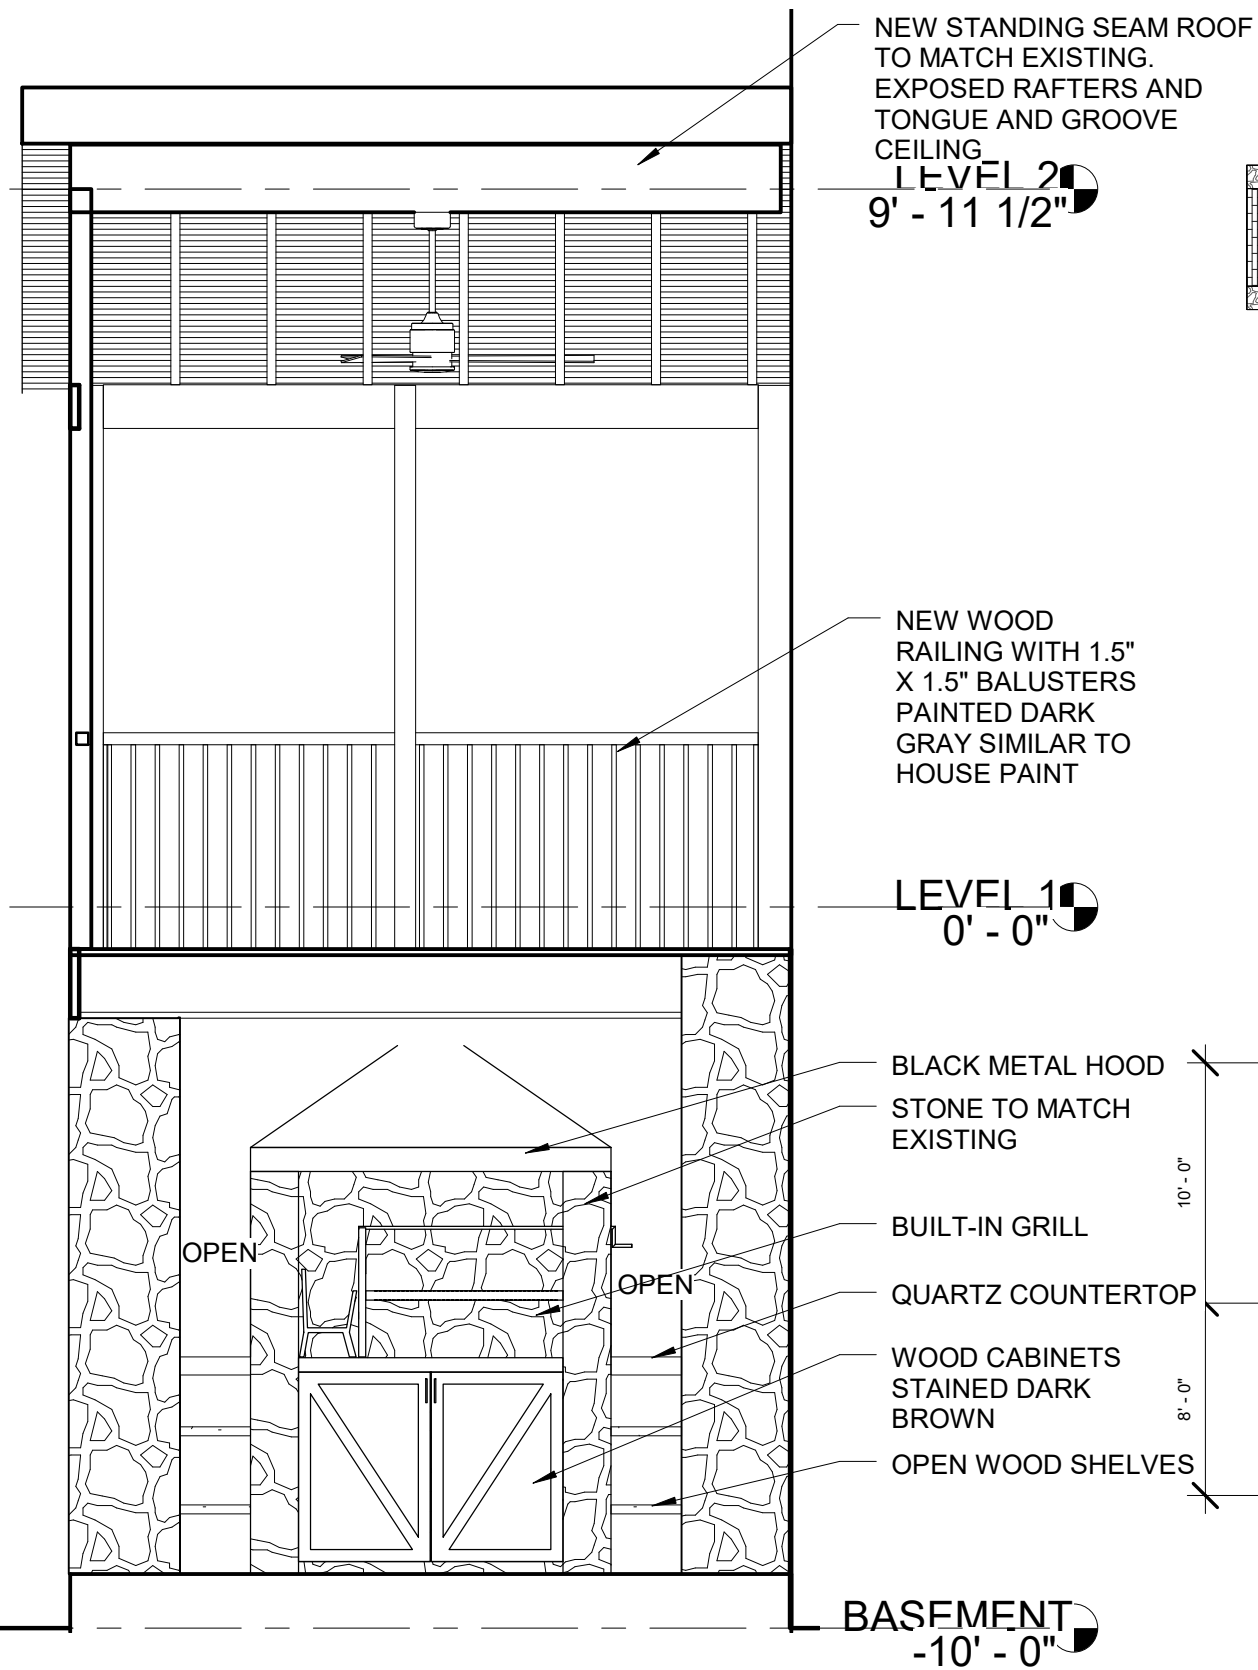 NEW STANDING SEAM ROOF
TO MATCH EXISTING.
EXPOSED RAFTERS AND
TONGUE AND GROOVE
CEILING
LEVEL 2
9' - 11 1/2"
NEW WOOD
RAILING WITH 1.5"
X 1.5" BALUSTERS
PAINTED DARK
GRAY SIMILAR TO
HOUSE PAINT
LEVEL 1
0' - 0"
BLACK METAL HOOD
STONE TO MATCH
EXISTING
10' - 0"
BUILT-IN GRILL
OPEN
OPEN
QUARTZ COUNTERTOP
WOOD CABINETS
STAINED DARK
BROWN
8' - 0"
OPEN WOOD SHELVES
BASEMENT
-10' - 0"